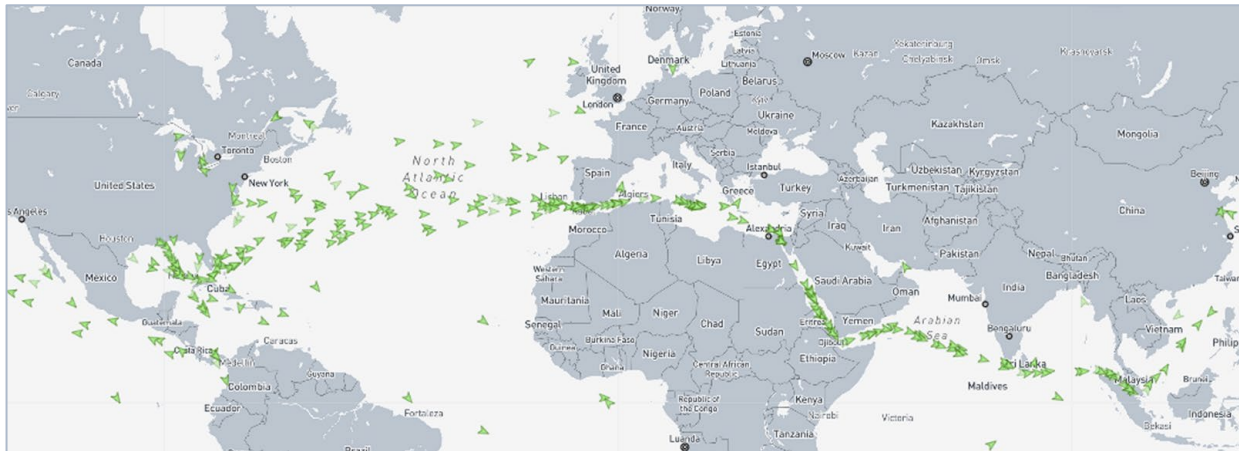 Norway
Estonia
Latvia
Lithuania
Denmark
Moscow
Kazan
Yekaterinburg
Chelyabinsk
Omsk
Krasnoyarsk
Canada
Calgary
United
Kingdom
London
Germany
Poland
Belarus
Kyiv
Ukraine
Kazakhstan
Mongolia
Montreal
Toronto
Boston
France
Austria
Moldova
Serbia
North
Atlantic
Ocean
United States
New York
Lisbon
Spain
Italy
Algiers
Greece
Istanbul
Turkey
Azerbaijan
Uzbekistan
Kyrgyzstan
Turkmenistan
Tajikistan
Beijing
China
Houston
Tunisia
Morocco
Syria
Iraq
Iran
Afghanistan
Alexandria
Kuwait
Pakistan
Nepal
Bhutan
Bangladesh
México
Cuba
Western
Sahara
Algeria
Libya
Egypt
Saudi Arabia
Oman
Mumbai
India
Laos
Guatemala
Mauritania
Mali
Niger
Chad
Sudan
Eritrea
Yemen
Arabian
Sea
Bengaluru
Vietnam
Costa Rica
Caracas
Medellín
Senegal
Guinea
Burkina Faso
Ghana
Nigeria
Djibouti
Ethiopia
Central African
Republic
Sri Lanka
Maldives
Malaysia
Brunei
Guyana
Colombia
Ecuador
Fortaleza
Republic of
the Congo
Kenya
Nairobi
Victoria
Indonesia
Bekasi
Brazil
Luanda
Tanzania